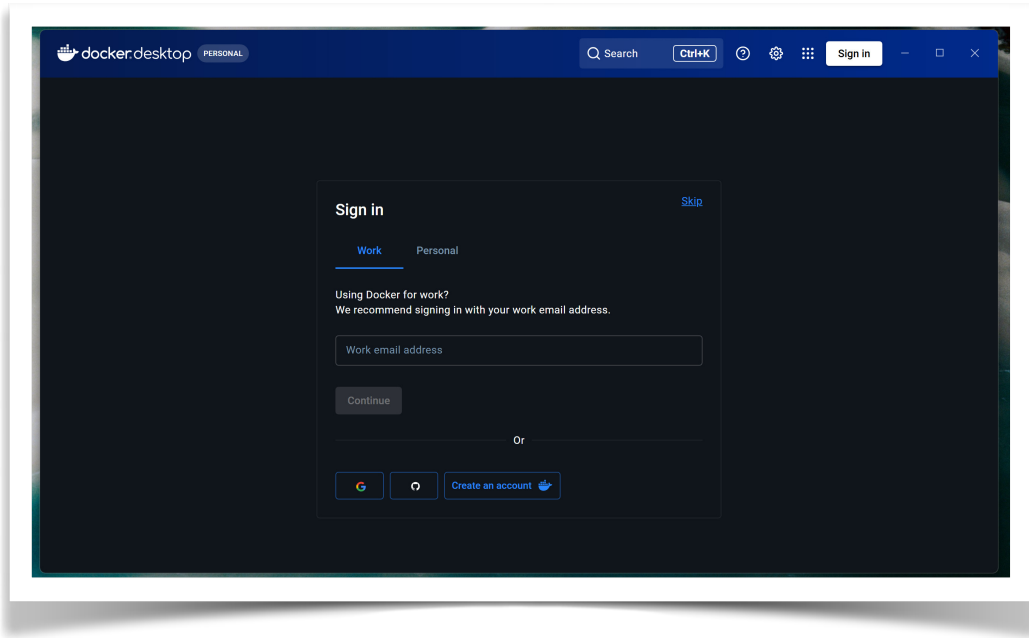 docker.desktop PERSONAL Search Ctrl+K Sign in
Sign in Skip
Work Personal
Using Docker for work?
We recommend signing in with your work email address.
Work email address
Continue
Or
Create an account